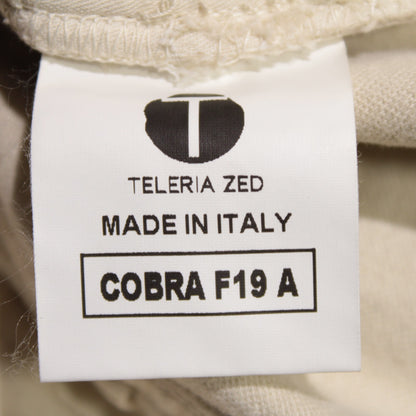 T
TELERIA ZED
MADE IN ITALY
COBRA F19 A